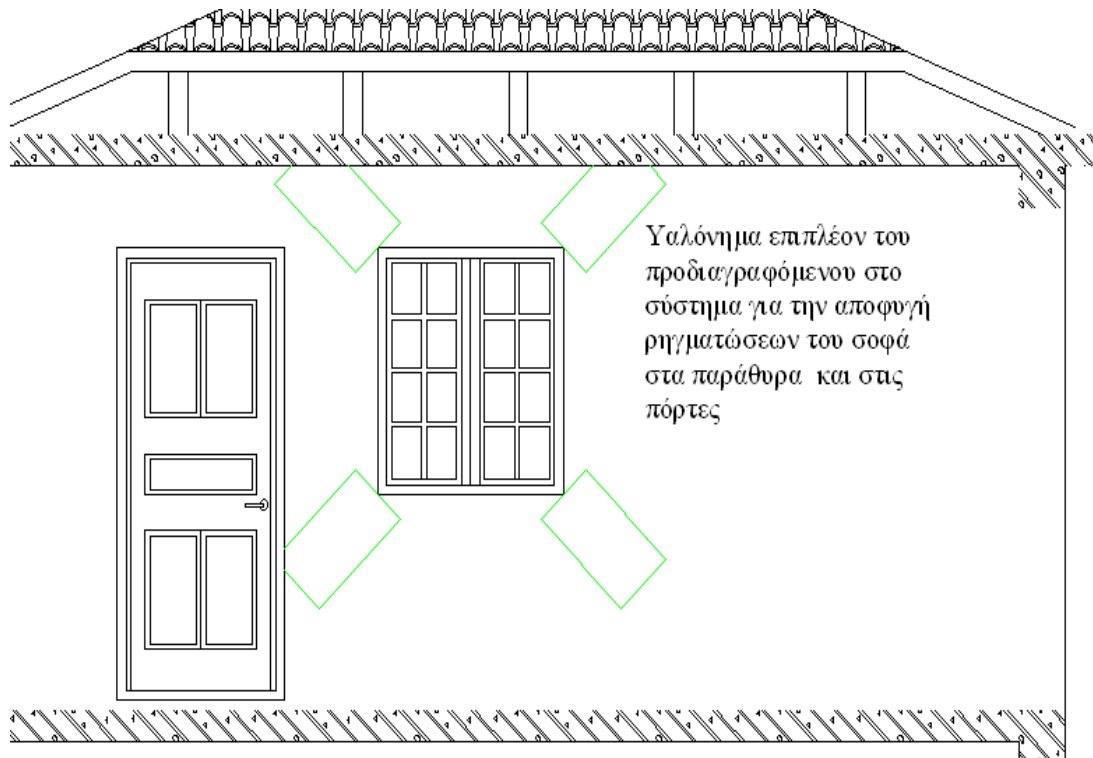 Υαλόνημα επιπλέον του
προδιαγραφόμενου στο
σύστημα για την αποφυγή
ρηγματώσεων του σοφά
στα παράθυρα και στις
πόρτες